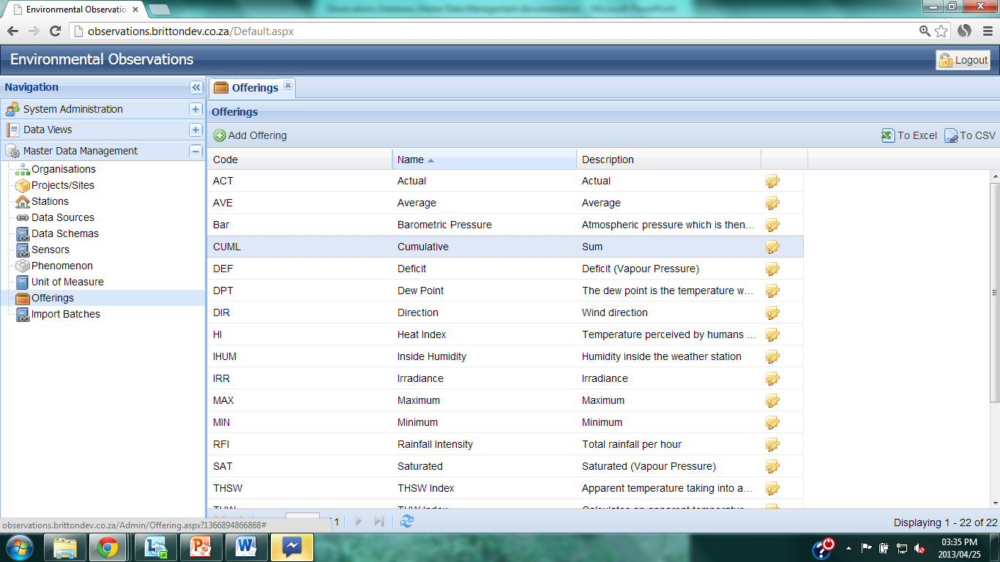 Environmental Observatio
observations.brittondev.co.za/Default.aspx
Environmental Observations
Logout
Navigation
System Administration
Data Views
Master Data Management
Organisations
Projects/Sites
Stations
Data Sources
Data Schemas
Sensors
Phenomenon
Unit of Measure
Offerings
Import Batches
Offerings
Offerings
Add Offering
To Excel To CSV
Code Name Description
ACT Actual Actual
AVE Average Average
Bar Barometric Pressure Atmospheric pressure which is then...
CUML Cumulative Sum
DEF Deficit Deficit (Vapour Pressure)
DPT Dew Point The dew point is the temperature w...
DIR Direction Wind direction
HI Heat Index Temperature perceived by humans ...
IHUM Inside Humidity Humidity inside the weather station
IRR Irradiance Irradiance
MAX Maximum Maximum
MIN Minimum Minimum
RFI Rainfall Intensity Total rainfall per hour
SAT Saturated Saturated (Vapour Pressure)
THSW THSW Index Apparent temperature taking into a...
observations.brittondev.co.za/Admin/Offering.aspx?1366894866868#
1
Displaying 1 - 22 of 22
03:35 PM
2013/04/25